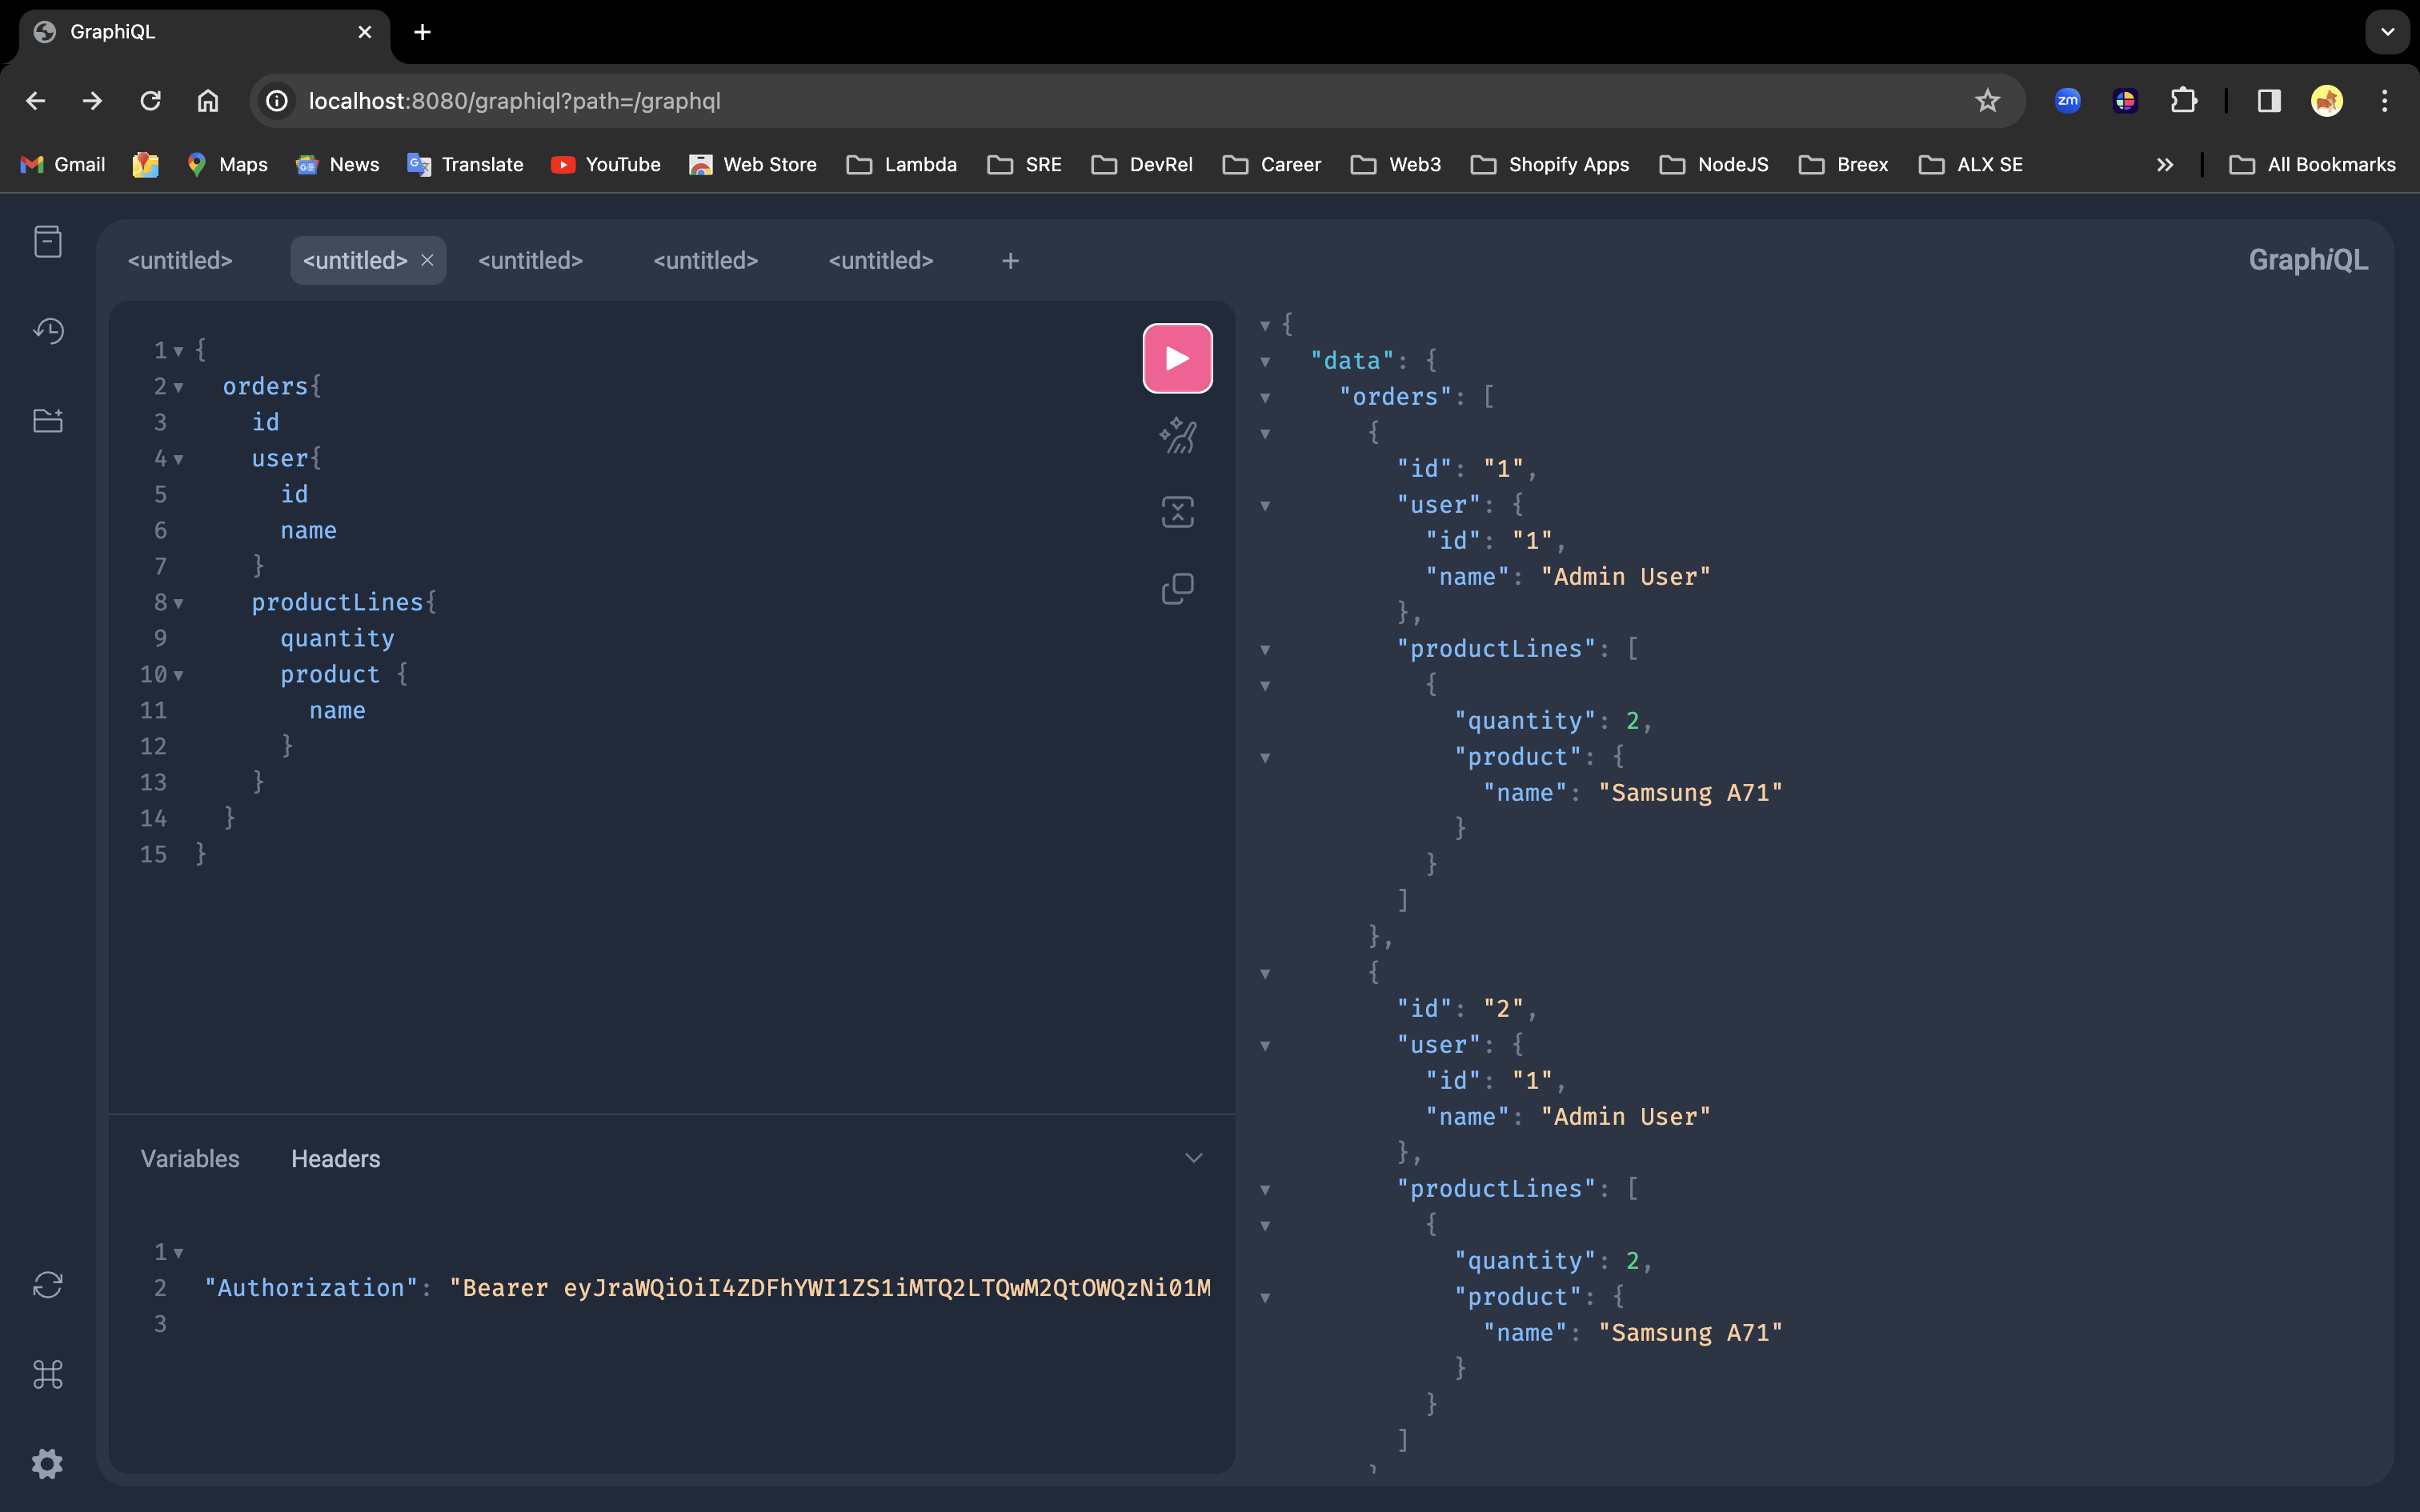 GraphiQL
localhost:8080/graphiql?path=/graphql
zm
Gmail
Maps
News
Translate
YouTube
Web Store
Lambda
SRE
DevRel
Career
Web3
Shopify Apps
NodeJS
Breex
ALX SE
All Bookmarks
<untitled> <untitled> <untitled> <untitled> <untitled>
GraphiQL
1 {
2 orders{
3 id
4 user{
5 id
6 name
7 }
8 productLines{
9 quantity
10 product {
11 name
12 }
13 }
14 }
15 }
Variables Headers
1
2 "Authorization": "Bearer eyJraWQiOiI4ZDFhYWI1ZS1iMTQ2LTQwM2QtOWQzNi01M
3
{
"data": {
"orders": [
{
"id": "1",
"user": {
"id": "1",
"name": "Admin User"
},
"productLines": [
{
"quantity": 2,
"product": {
"name": "Samsung A71"
}
}
]
},
{
"id": "2",
"user": {
"id": "1",
"name": "Admin User"
},
"productLines": [
{
"quantity": 2,
"product": {
"name": "Samsung A71"
}
}
]